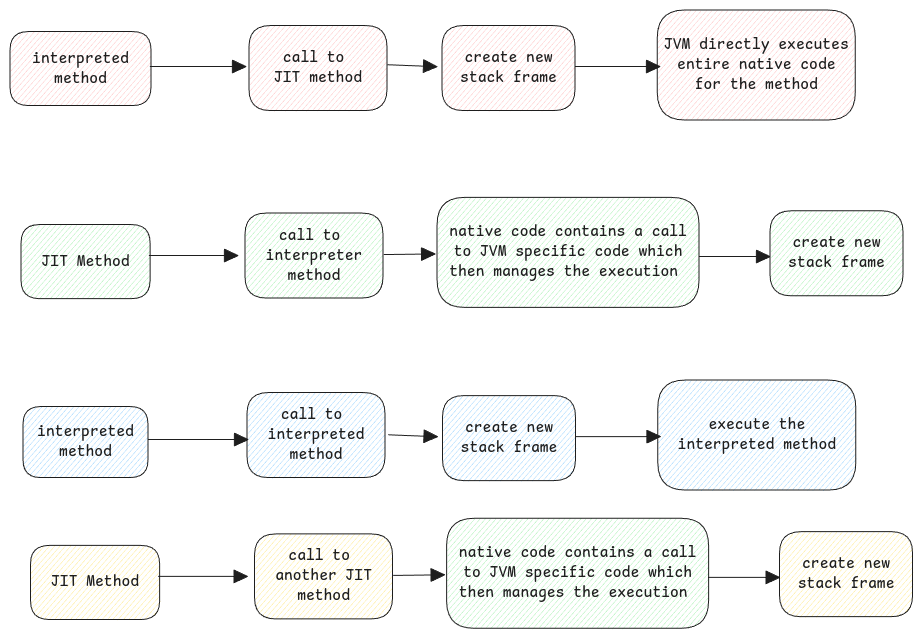 interpreted
method
call to
JIT method
create new
stack frame
JVM directly executes
entire native code
for the method
JIT Method
call to
interpreter
method
native code contains a call
to JVM specific code which
then manages the execution
create new
stack frame
interpreted
method
call to
interpreted
method
create new
stack frame
execute the
interpreted method
JIT Method
call to
another JIT
method
native code contains a call
to JVM specific code which
then manages the execution
create new
stack frame